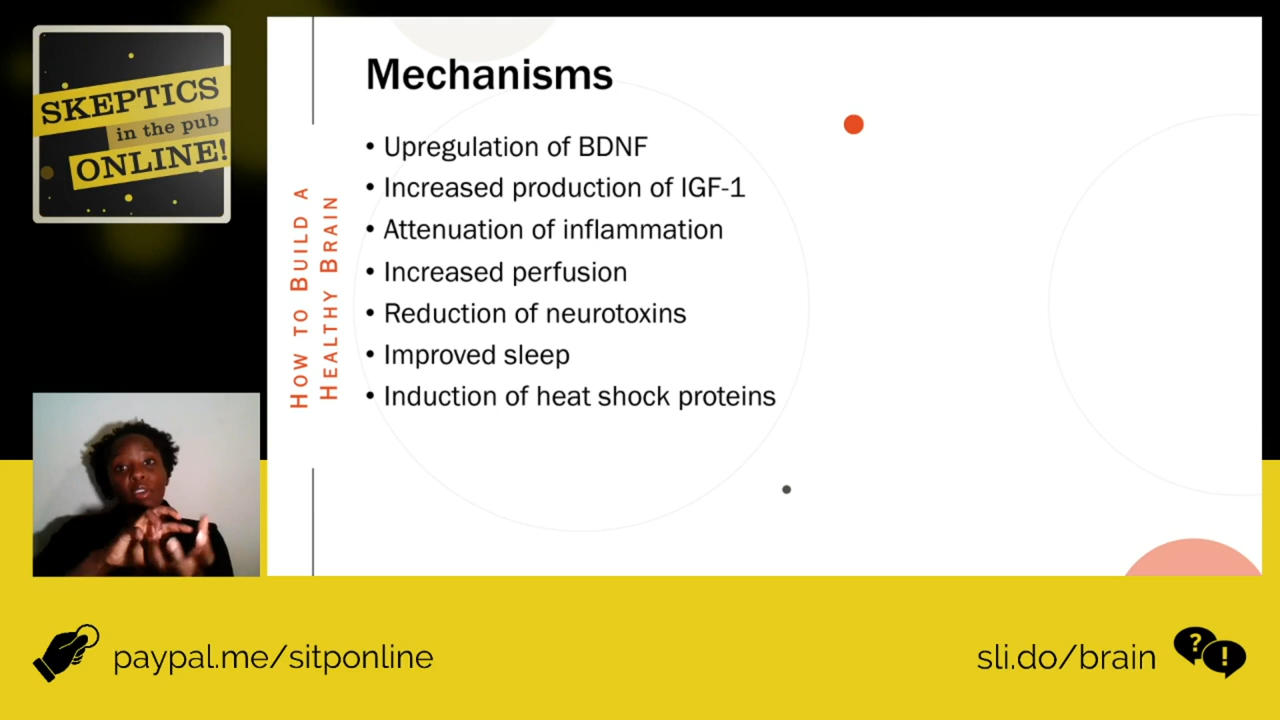 SKEPTICS
in the pub
ONLINE!
HOW TO BUILD A
HEALTHY BRAIN
Mechanisms
• Upregulation of BDNF
• Increased production of IGF-1
• Attenuation of inflammation
• Increased perfusion
• Reduction of neurotoxins
• Improved sleep
• Induction of heat shock proteins
paypal.me/sitponline
sli.do/brain
? !